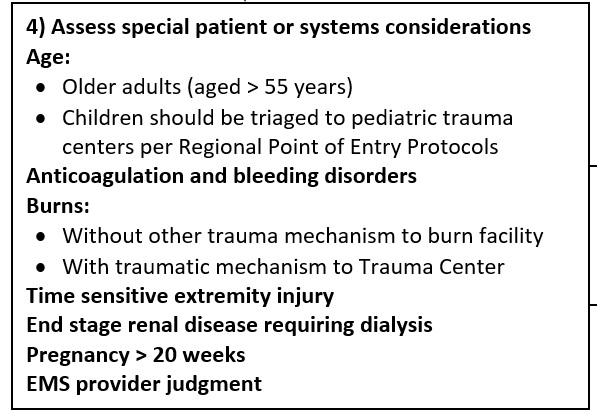 4) Assess special patient or systems considerations
Age:
• Older adults (aged > 55 years)
• Children should be triaged to pediatric trauma
centers per Regional Point of Entry Protocols
Anticoagulation and bleeding disorders
Burns:
• Without other trauma mechanism to burn facility
• With traumatic mechanism to Trauma Center
Time sensitive extremity injury
End stage renal disease requiring dialysis
Pregnancy > 20 weeks
EMS provider judgment